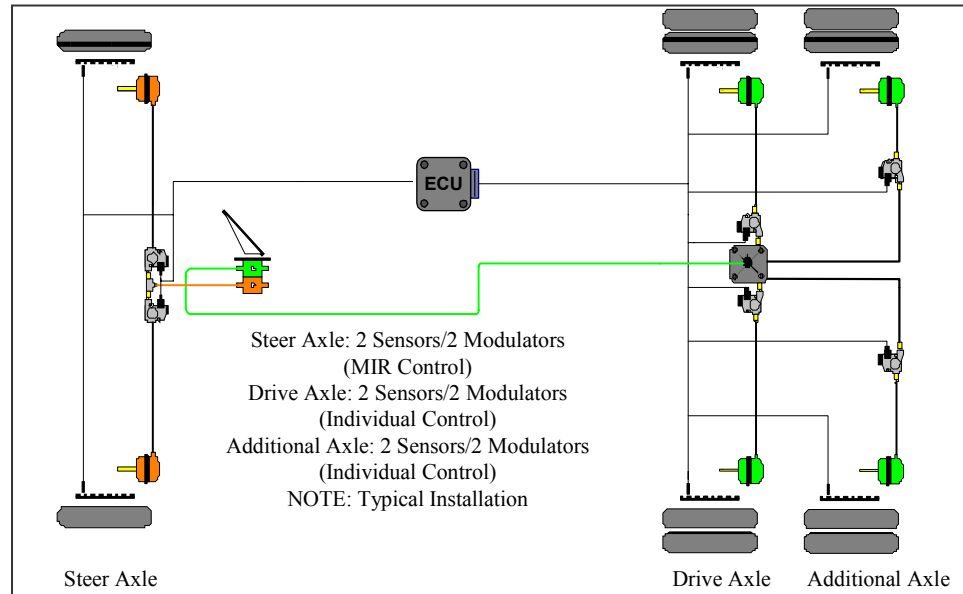 ECU
Steer Axle: 2 Sensors/2 Modulators
(MIR Control)
Drive Axle: 2 Sensors/2 Modulators
(Individual Control)
Additional Axle: 2 Sensors/2 Modulators
(Individual Control)
NOTE: Typical Installation
Steer Axle
Drive Axle
Additional Axle